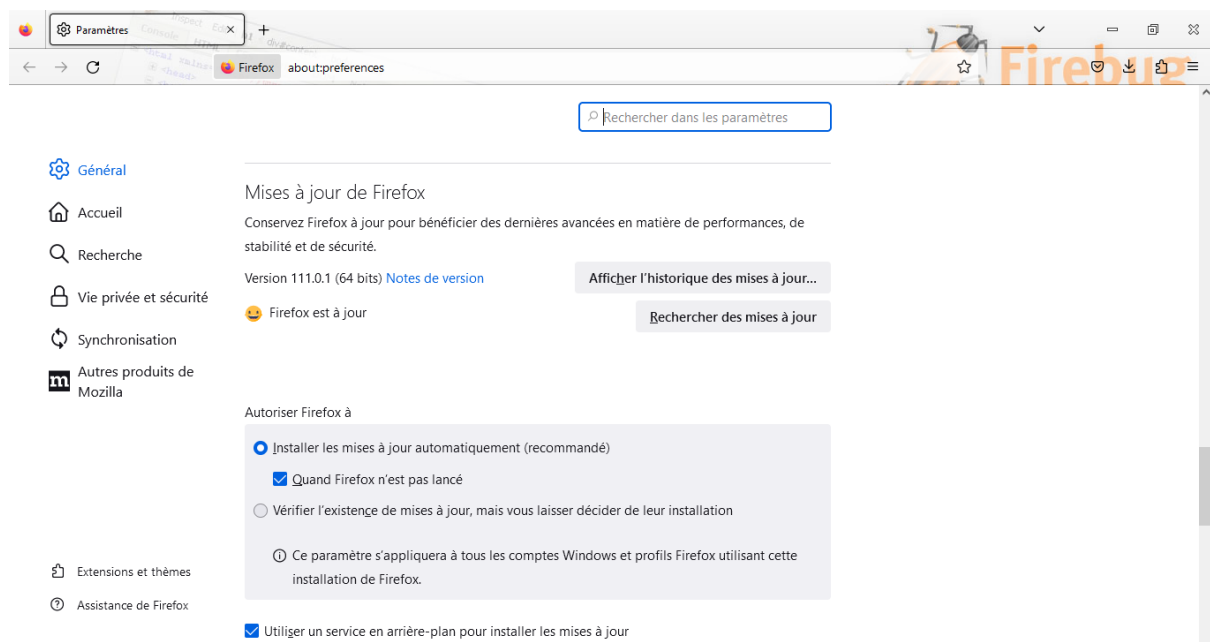 Paramètres
Firebug
Firefox about:preferences
Rechercher dans les paramètres
Général
Accueil
Recherche
Vie privée et sécurité
Synchronisation
Autres produits de
Mozilla
Extensions et thèmes
Assistance de Firefox
Mises à jour de Firefox
Conservez Firefox à jour pour bénéficier des dernières avancées en matière de performances, de
stabilité et de sécurité.
Version 111.0.1 (64 bits) Notes de version
Afficher l'historique des mises à jour...
Firefox est à jour
Rechercher des mises à jour
Autoriser Firefox à
Installer les mises à jour automatiquement (recommandé)
Quand Firefox n'est pas lancé
Vérifier l'existence de mises à jour, mais vous laisser décider de leur installation
Ce paramètre s'appliquera à tous les comptes Windows et profils Firefox utilisant cette
installation de Firefox.
Utiliser un service en arrière-plan pour installer les mises à jour